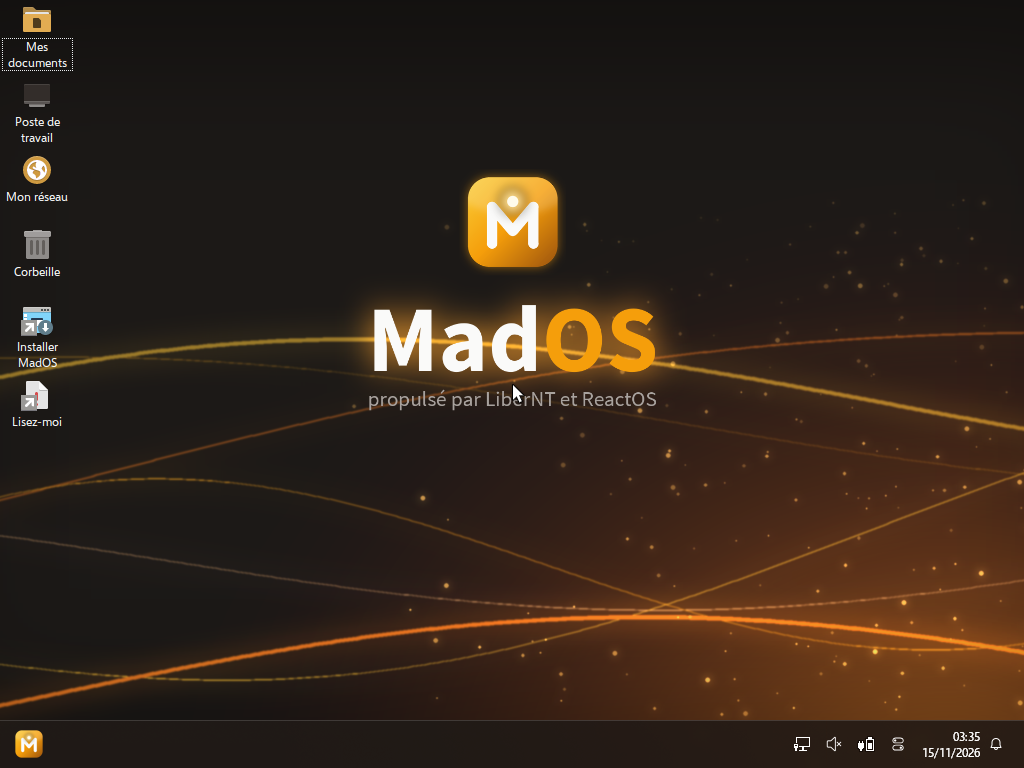 Mes
documents
Poste de
travail
Mon réseau
Corbeille
Installer
MadOS
Lisez-moi
M
MadOS
propulsé par LiberNT et ReactOS
M
03:35
15/11/2026